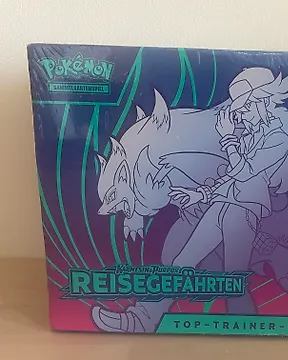 POKÉMON
SAMMELKARTENSPIEL
KARMESIN & PURPUR
REISEGEFÄHRTEN
TOP-TRAINER-